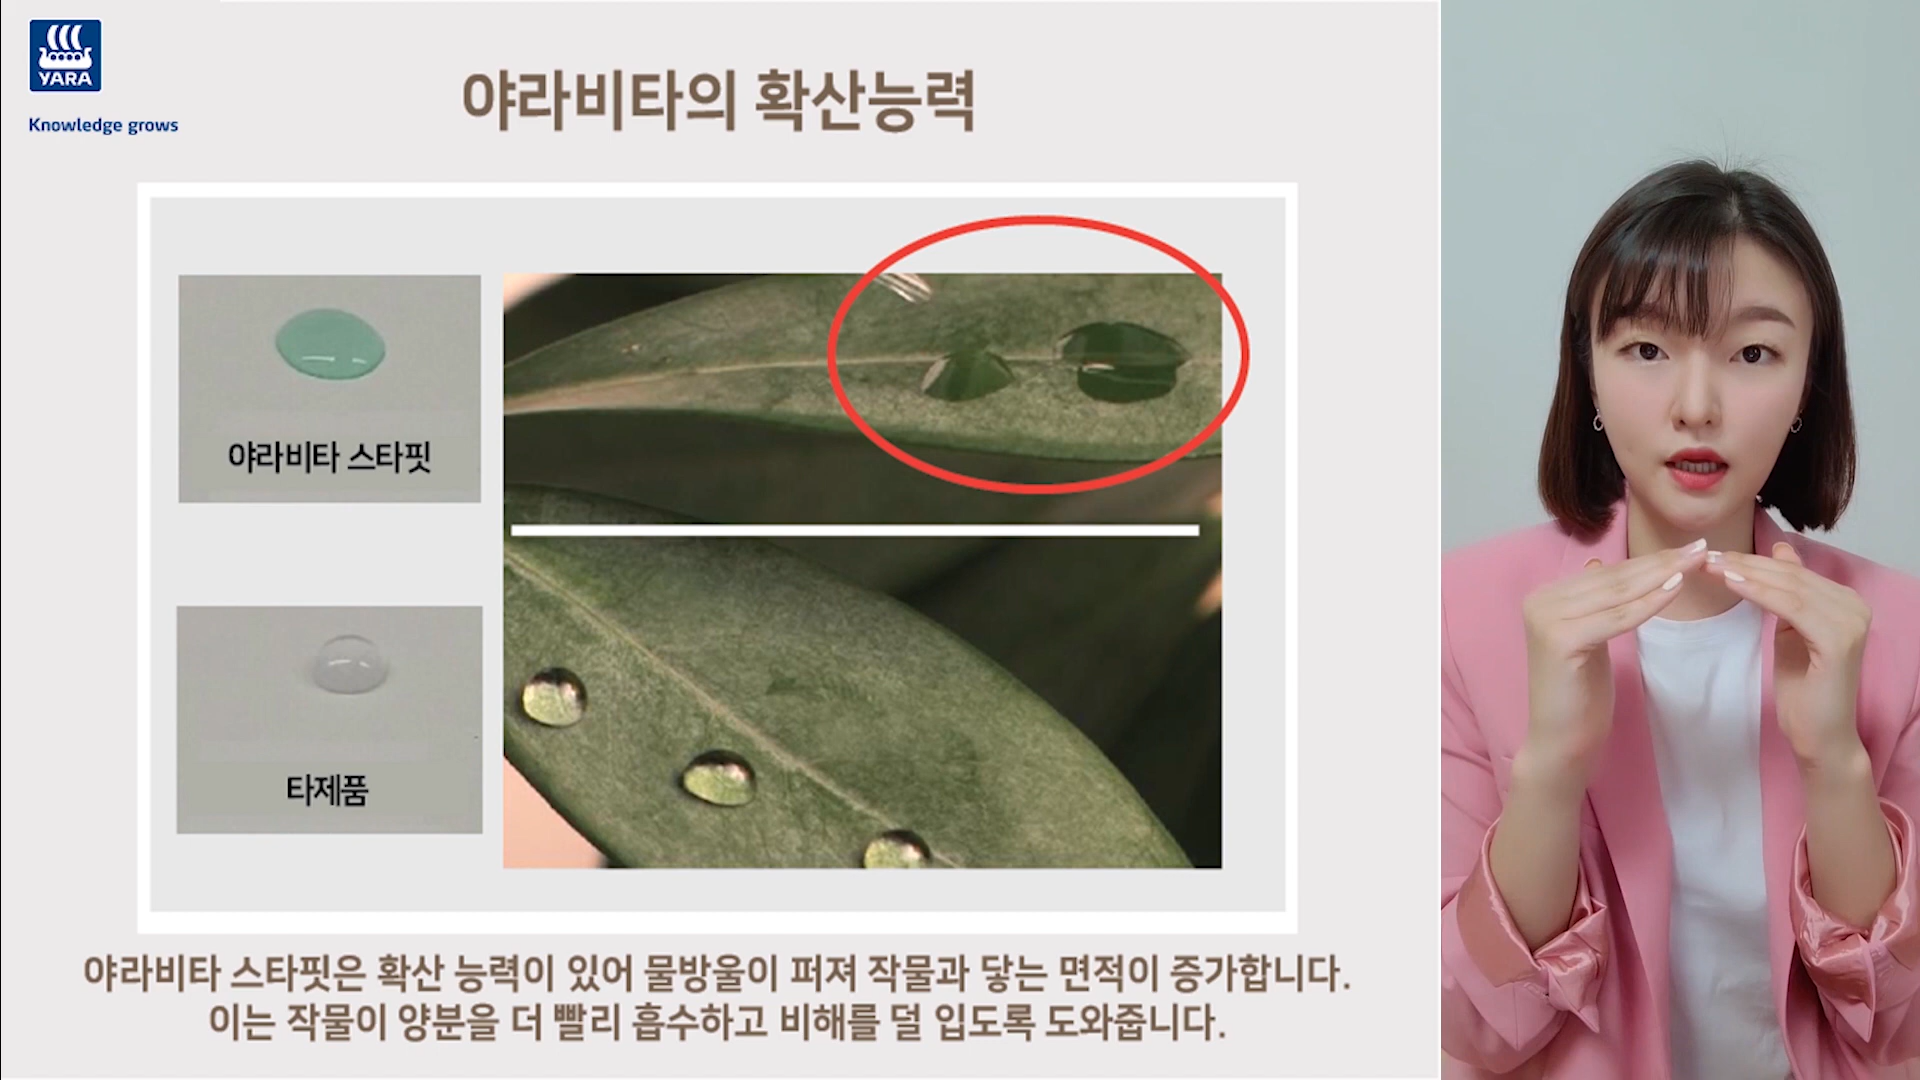 YARA
Knowledge grows
야라비타의 확산능력
야라비타 스타핏
타제품
야라비타 스타핏은 확산 능력이 있어 물방울이 퍼져 작물과 닿는 면적이 증가합니다.
이는 작물이 양분을 더 빨리 흡수하고 비해를 덜 입도록 도와줍니다.